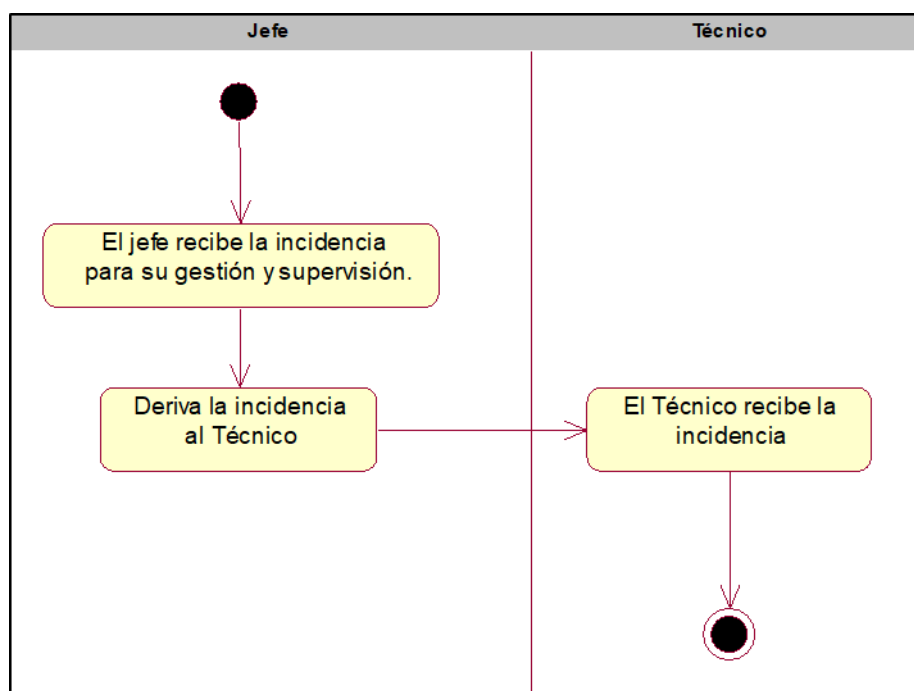 Jefe
Técnico
El jefe recibe la incidencia
para su gestión y supervisión.
Deriva la incidencia
al Técnico
El Técnico recibe la
incidencia